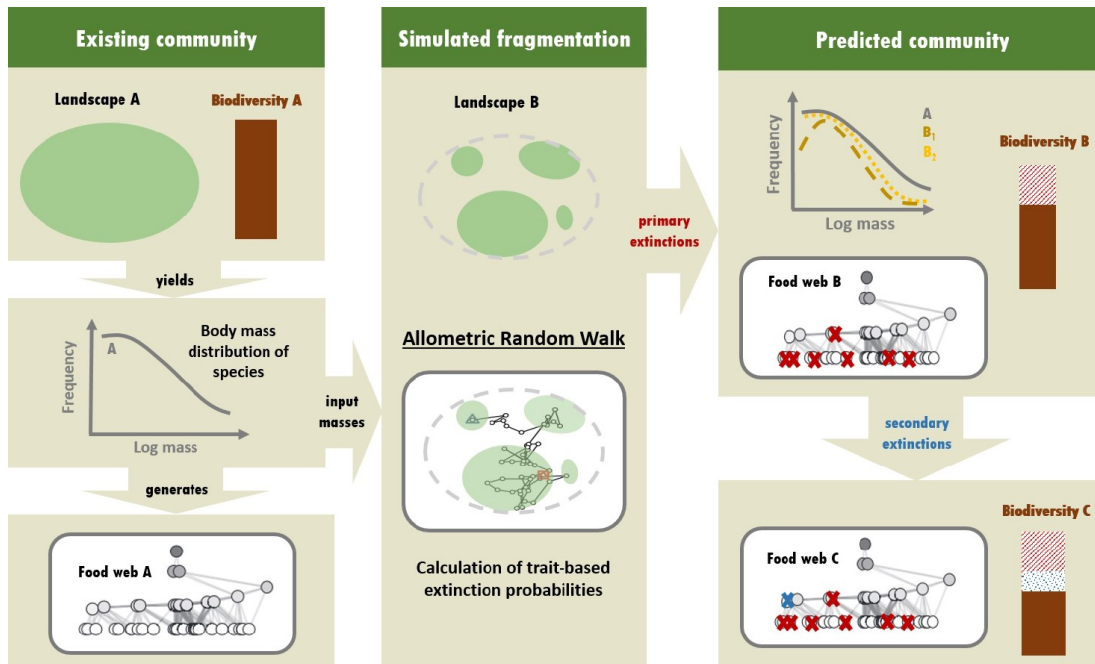 Existing community
Landscape A
Biodiversity A
yields
Frequency
A
Body mass
distribution of
species
Log mass
generates
Food web A
input
masses
Simulated fragmentation
Landscape B
Allometric Random Walk
Calculation of trait-based
extinction probabilities
primary
extinctions
Predicted community
Frequency
A
B1
B2
Log mass
Biodiversity B
Food web B
secondary
extinctions
Biodiversity C
Food web C